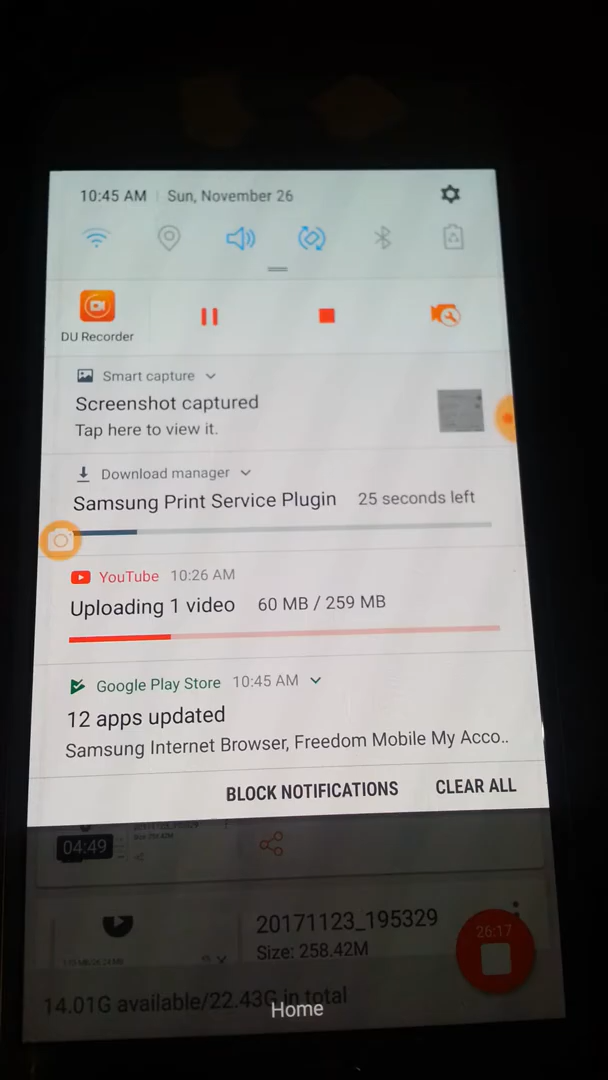 10:45 AM | Sun, November 26
DU Recorder
Smart capture
Screenshot captured
Tap here to view it.
Download manager
Samsung Print Service Plugin 25 seconds left
YouTube 10:26 AM
Uploading 1 video 60 MB / 259 MB
Google Play Store 10:45 AM
12 apps updated
Samsung Internet Browser, Freedom Mobile My Acco..
BLOCK NOTIFICATIONS CLEAR ALL
04:49
20171123_195329
26:17
Size: 258.42M
14.01G available/22.43G in total
Home